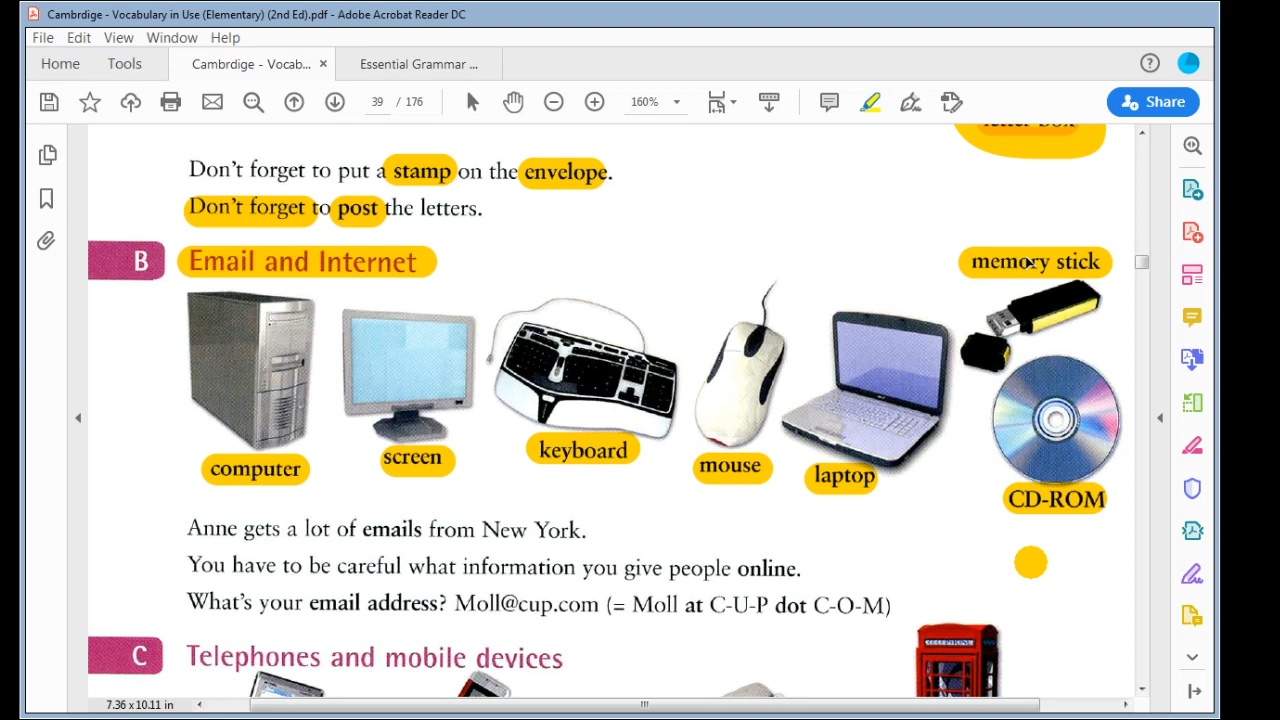 Cambrdige - Vocabulary in Use (Elementary) (2nd Ed).pdf - Adobe Acrobat Reader DC
File Edit View Window Help
Home Tools Cambrdige - Vocab... × Essential Grammar ...
39 / 176 160% Share
letter box
Don't forget to put a stamp on the envelope.
Don't forget to post the letters.
B Email and Internet
memory stick
computer
screen
keyboard
mouse
laptop
CD-ROM
Anne gets a lot of emails from New York.
You have to be careful what information you give people online.
What's your email address? Moll@cup.com (= Moll at C-U-P dot C-O-M)
C Telephones and mobile devices
TELEPHONE
7.36 x 10.11 in